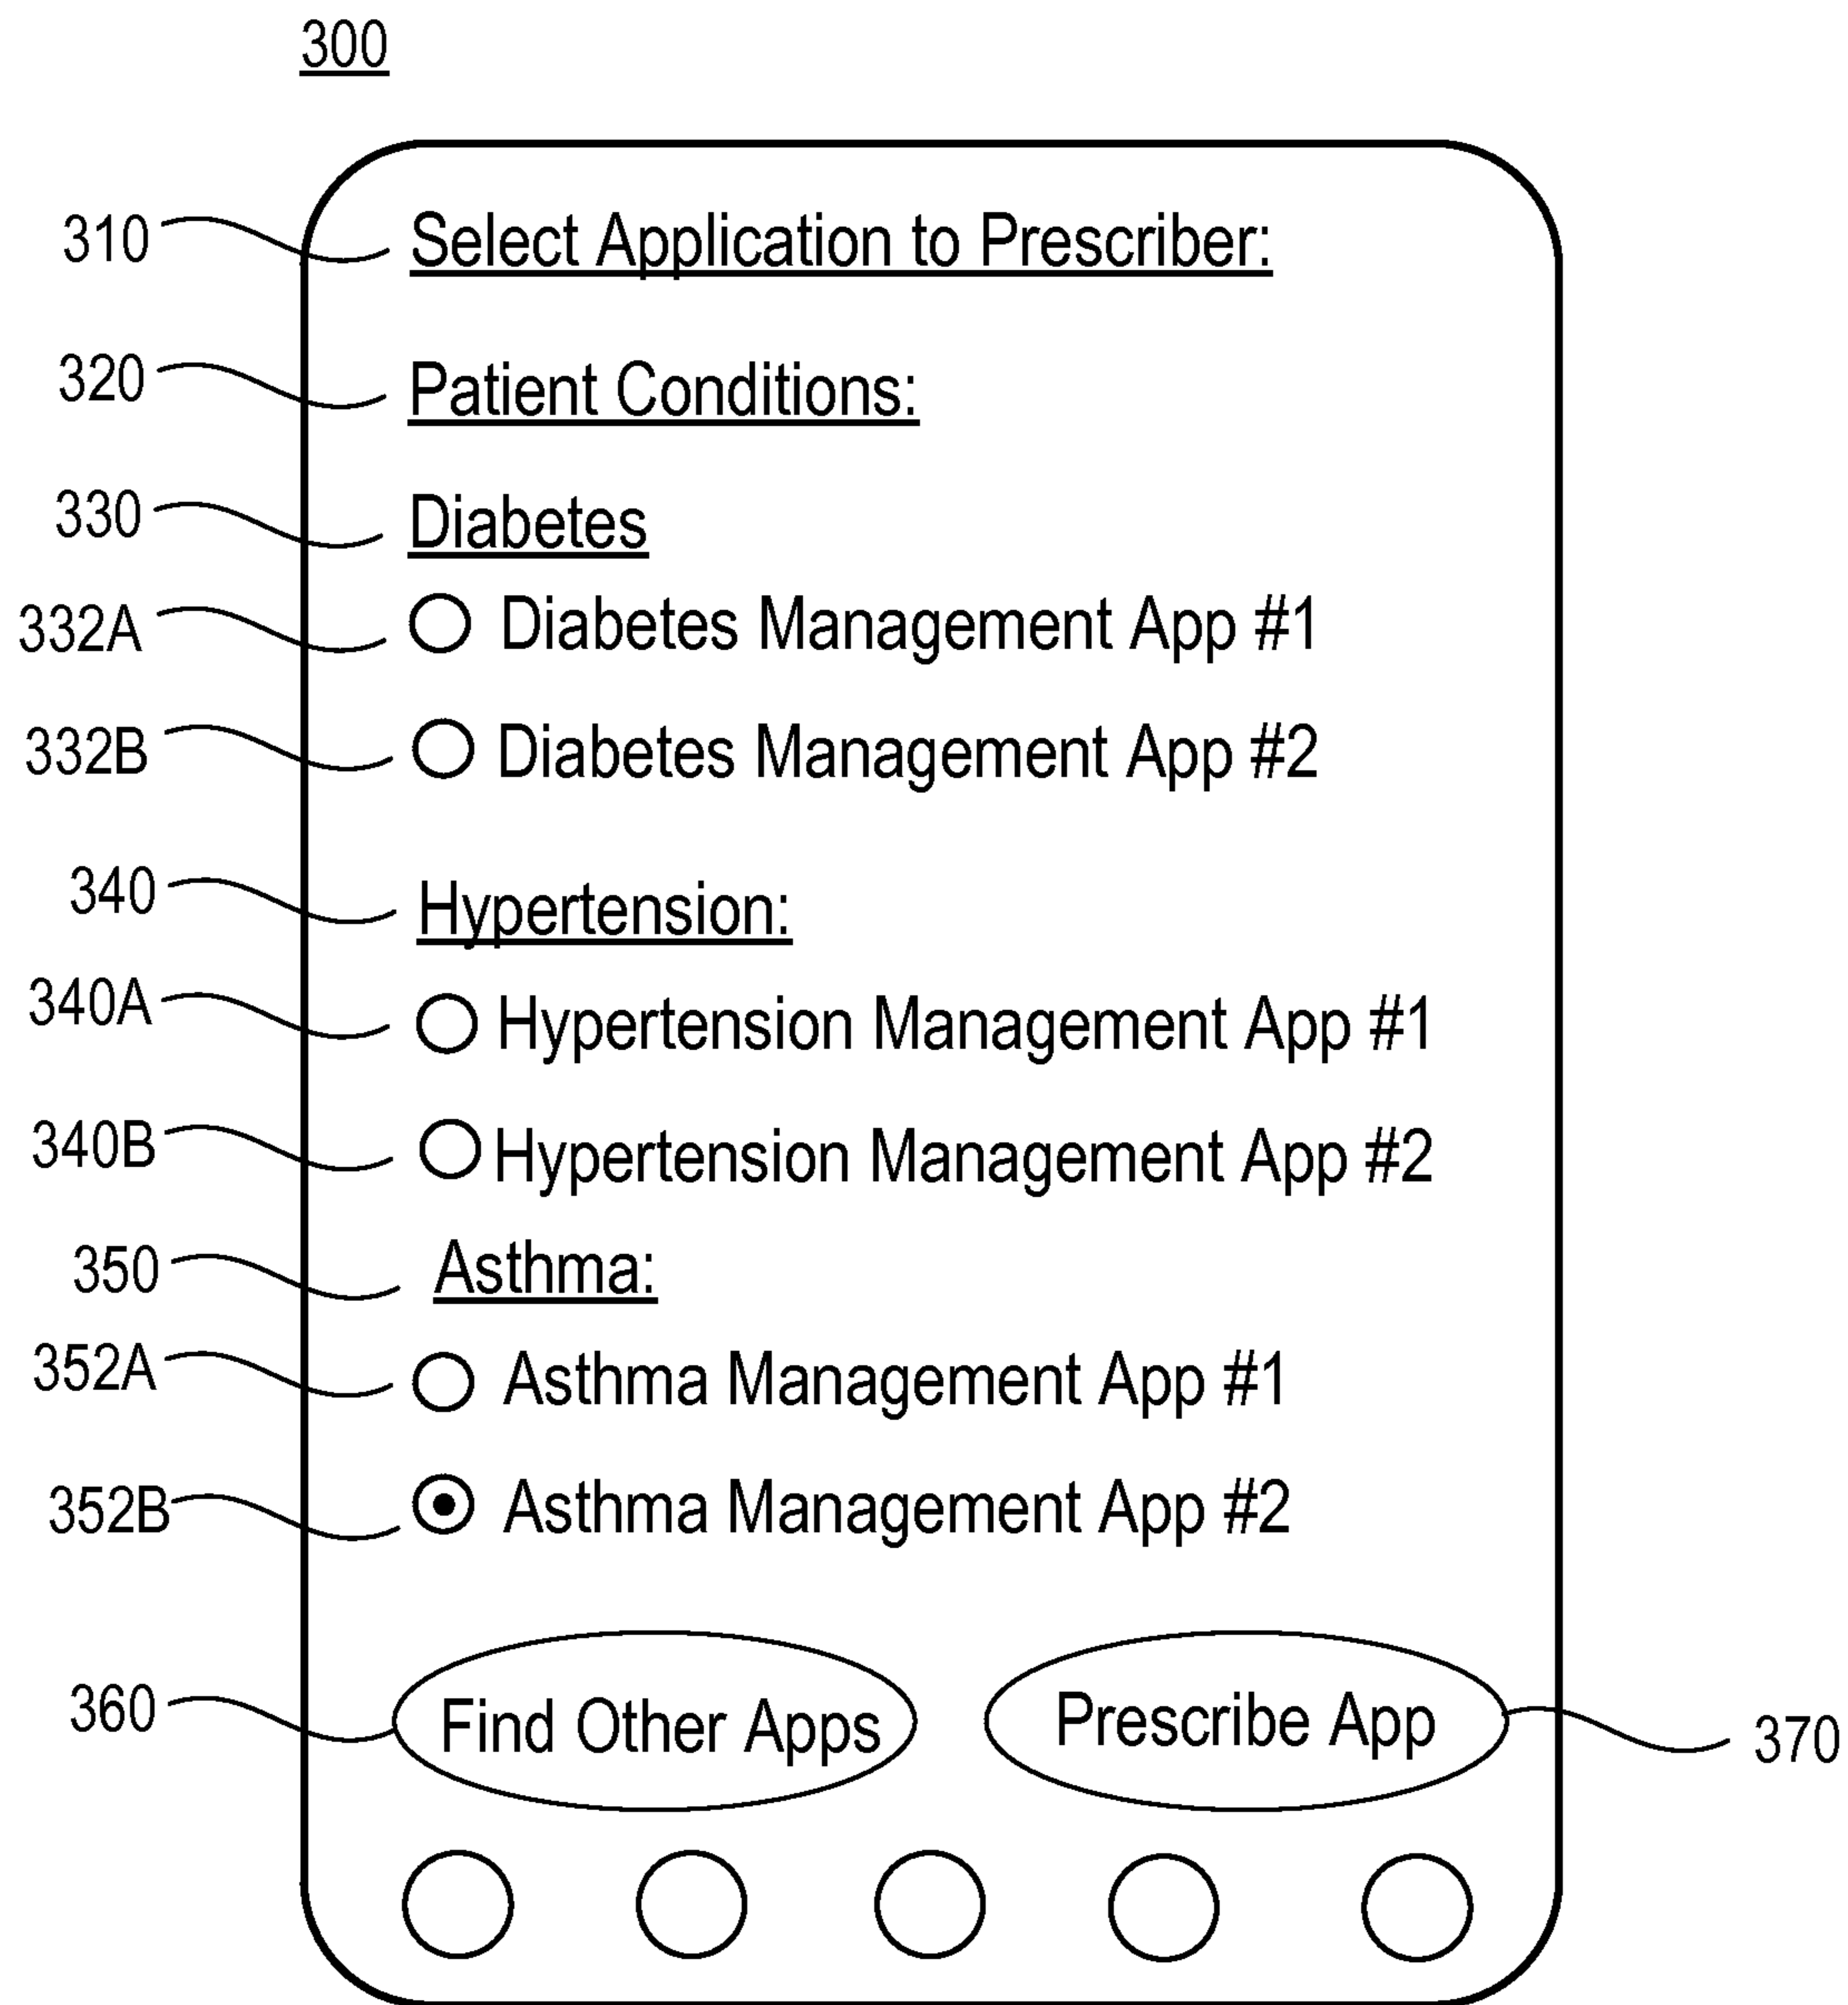 300
310 Select Application to Prescriber:
320 Patient Conditions:
330 Diabetes
332A Diabetes Management App #1
332B Diabetes Management App #2
340 Hypertension:
340A Hypertension Management App #1
340B Hypertension Management App #2
350 Asthma:
352A Asthma Management App #1
352B Asthma Management App #2
360 Find Other Apps Prescribe App 370